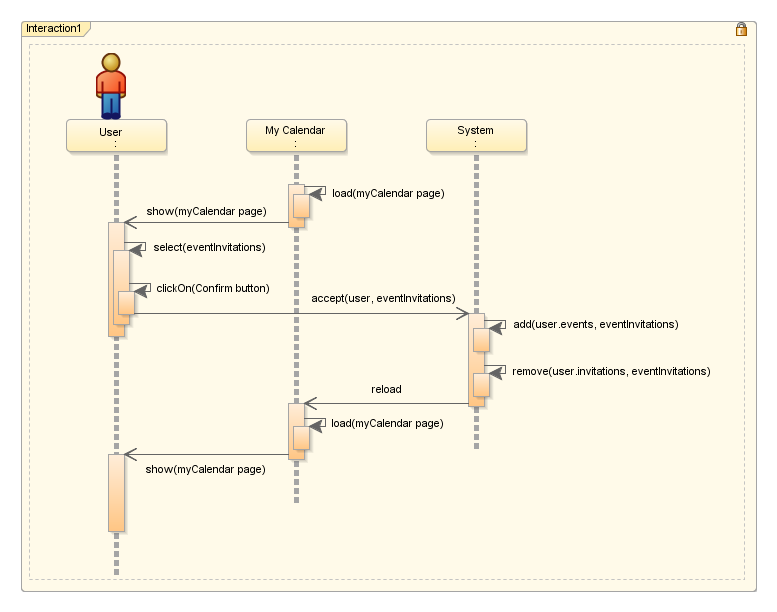 Interaction1
User
:
My Calendar
:
System
:
load(myCalendar page)
show(myCalendar page)
select(eventInvitations)
clickOn(Confirm button)
accept(user, eventInvitations)
add(user.events, eventInvitations)
remove(user.invitations, eventInvitations)
reload
load(myCalendar page)
show(myCalendar page)